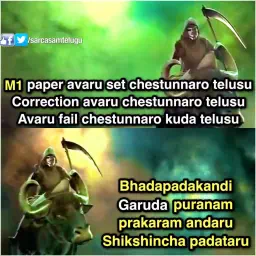 /sarcasamtelugu
M1 paper avaru set chestunnaro telusu
Correction avaru chestunnaro telusu
Avaru fail chestunnaro kuda telusu
Bhadapadakandi
Garuda puranam
prakaram andaru
Shikshincha padataru